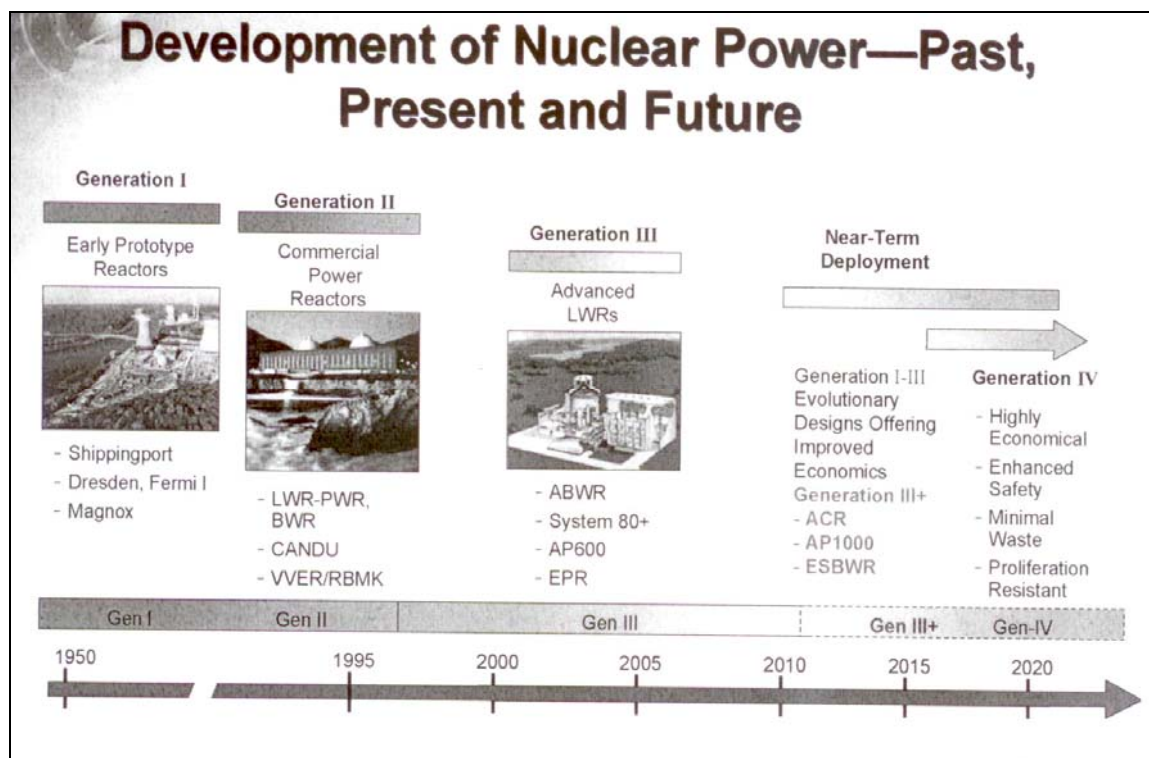 Development of Nuclear Power—Past,
Present and Future
Generation I
Early Prototype
Reactors
- Shippingport
- Dresden, Fermi I
- Magnox
Generation II
Commercial
Power
Reactors
- LWR-PWR,
BWR
- CANDU
- VVER/RBMK
Generation III
Advanced
LWRs
- ABWR
- System 80+
- AP600
- EPR
Near-Term
Deployment
Generation I-III
Evolutionary
Designs Offering
Improved
Economics
Generation III+
- ACR
- AP1000
- ESBWR
Generation IV
- Highly
Economical
- Enhanced
Safety
- Minimal
Waste
- Proliferation
Resistant
Gen I
Gen II
Gen III
Gen III+
Gen-IV
1950
1995
2000
2005
2010
2015
2020